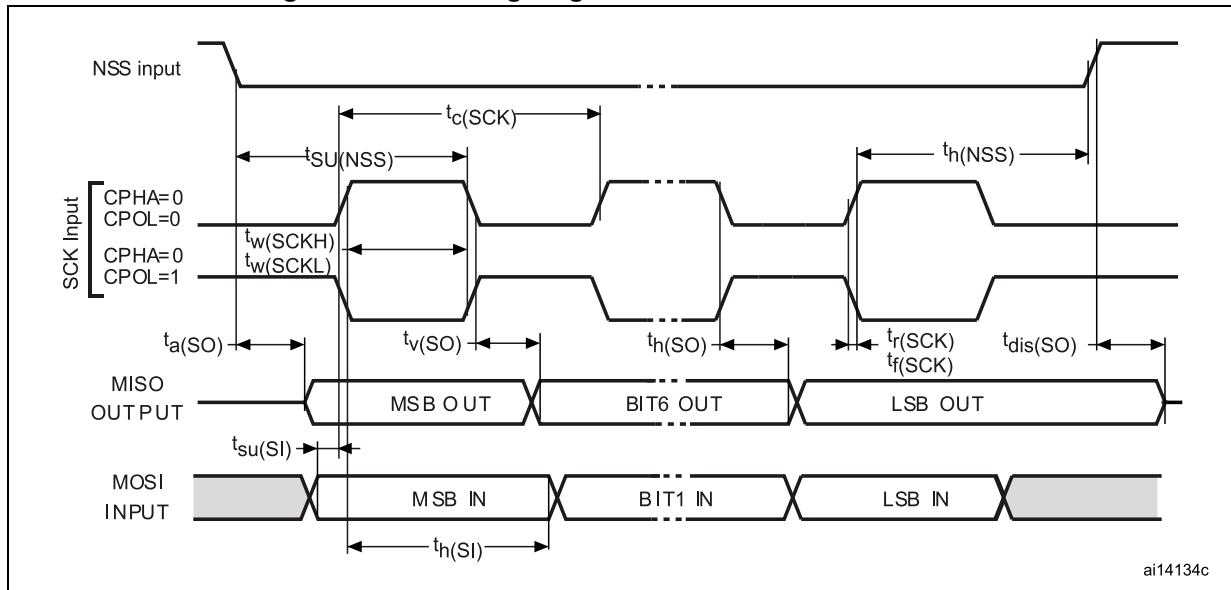 NSS input
tc(SCK)
tSU(NSS)
th(NSS)
SCK Input
CPHA=0
CPOL=0
CPHA=0
CPOL=1
tw(SCKH)
tw(SCKL)
ta(SO)
tv(SO)
th(SO)
tr(SCK)
tf(SCK)
tdis(SO)
MISO
OUTPUT
MSB OUT
BIT6 OUT
LSB OUT
tsu(SI)
MOSI
INPUT
MSB IN
BIT1 IN
LSB IN
th(SI)
ai14134c